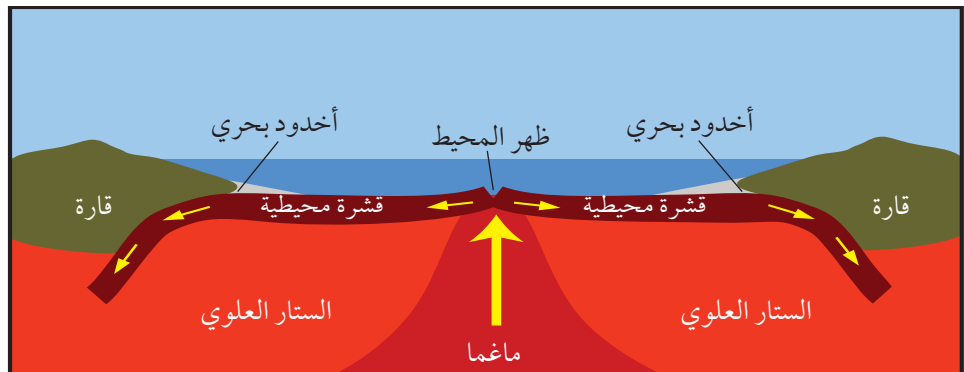 أخدود بحري
ظهر المحيط
أخدود بحري
قارة
قشرة محيطية
قشرة محيطية
قارة
الستار العلوي
الستار العلوي
ماغما